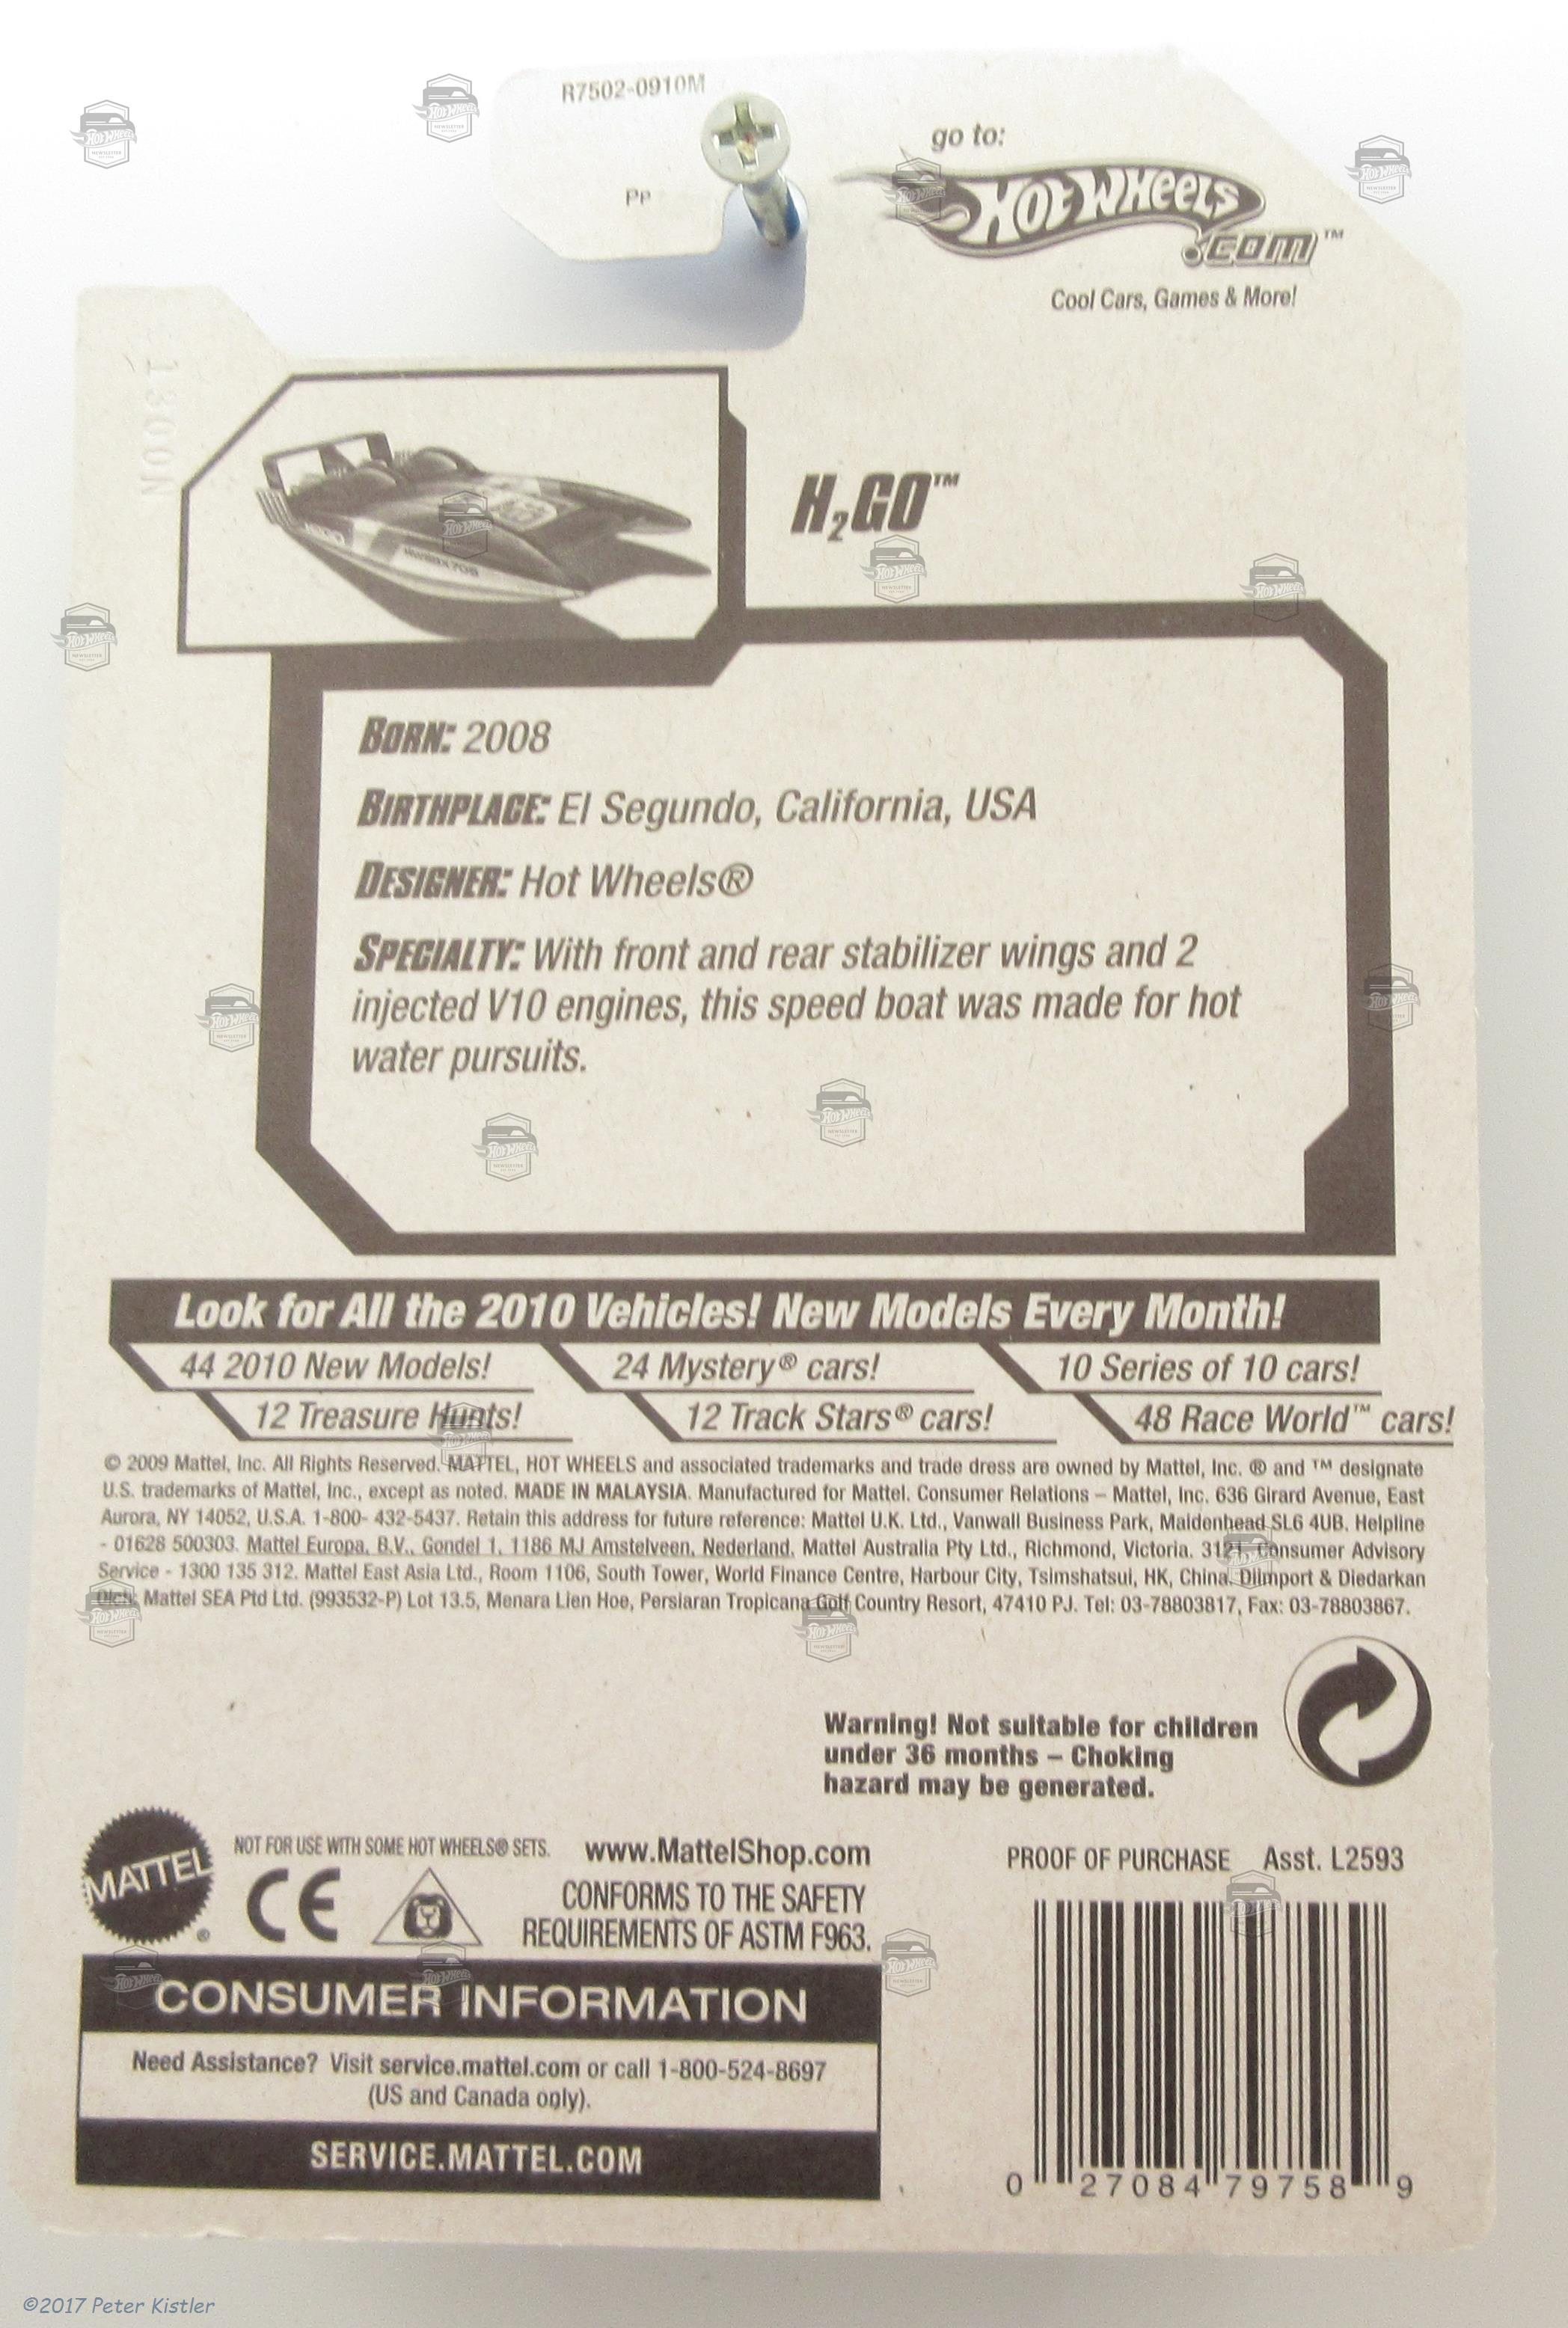 R7502-0910M
Pp
go to:
Hot Wheels
.com™
Cool Cars, Games & More!
H₂GO™
BORN: 2008
BIRTHPLACE: El Segundo, California, USA
DESIGNER: Hot Wheels®
SPECIALTY: With front and rear stabilizer wings and 2
injected V10 engines, this speed boat was made for hot
water pursuits.
Look for All the 2010 Vehicles! New Models Every Month!
44 2010 New Models!
24 Mystery® cars!
10 Series of 10 cars!
12 Treasure Hunts!
12 Track Stars® cars!
48 Race World™ cars!
© 2009 Mattel, Inc. All Rights Reserved. MATTEL, HOT WHEELS and associated trademarks and trade dress are owned by Mattel, Inc. ® and ™ designate
U.S. trademarks of Mattel, Inc., except as noted. MADE IN MALAYSIA. Manufactured for Mattel. Consumer Relations – Mattel, Inc. 636 Girard Avenue, East
Aurora, NY 14052, U.S.A. 1-800- 432-5437. Retain this address for future reference: Mattel U.K. Ltd., Vanwall Business Park, Maidenhead SL6 4UB. Helpline
- 01628 500303. Mattel Europa, B.V., Gondel 1, 1186 MJ Amstelveen, Nederland. Mattel Australia Pty Ltd., Richmond, Victoria. 3121. Consumer Advisory
Service - 1300 135 312. Mattel East Asia Ltd., Room 1106, South Tower, World Finance Centre, Harbour City, Tsimshatsui, HK, China. Diimport & Diedarkan
Oleh: Mattel SEA Ptd Ltd. (993532-P) Lot 13.5, Menara Lien Hoe, Persiaran Tropicana Golf Country Resort, 47410 PJ. Tel: 03-78803817, Fax: 03-78803867.
Warning! Not suitable for children
under 36 months – Choking
hazard may be generated.
MATTEL®
NOT FOR USE WITH SOME HOT WHEELS® SETS.
www.MattelShop.com
CE
CONFORMS TO THE SAFETY
REQUIREMENTS OF ASTM F963.
PROOF OF PURCHASE Asst. L2593
CONSUMER INFORMATION
Need Assistance? Visit service.mattel.com or call 1-800-524-8697
(US and Canada only).
SERVICE.MATTEL.COM
0 27084 79758 9
©2017 Peter Kistler